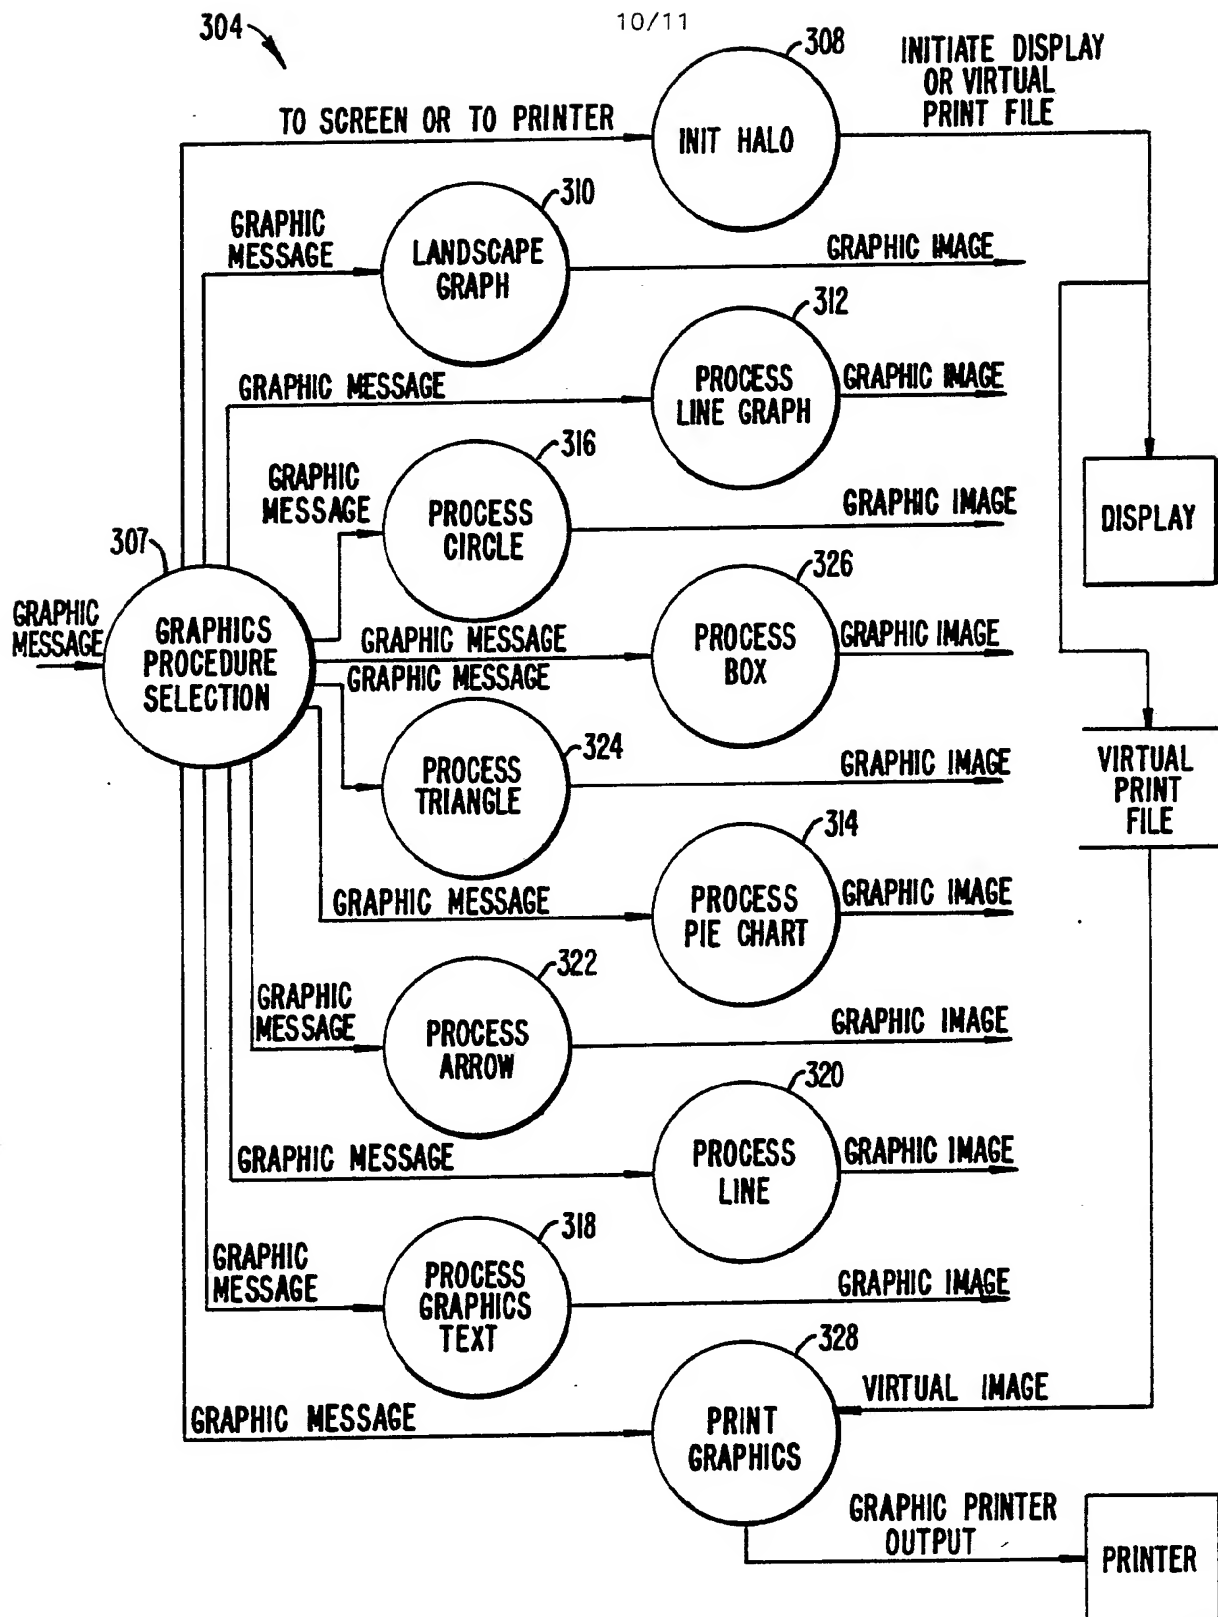 10/11
304
308
INITIATE DISPLAY
OR VIRTUAL
PRINT FILE
TO SCREEN OR TO PRINTER
INIT HALO
310
GRAPHIC
MESSAGE
LANDSCAPE
GRAPH
GRAPHIC IMAGE
312
GRAPHIC MESSAGE
PROCESS
LINE GRAPH
GRAPHIC IMAGE
316
GRAPHIC
MESSAGE
PROCESS
CIRCLE
GRAPHIC IMAGE
DISPLAY
307
GRAPHIC
MESSAGE
GRAPHICS
PROCEDURE
SELECTION
326
GRAPHIC MESSAGE
PROCESS
BOX
GRAPHIC IMAGE
GRAPHIC MESSAGE
324
PROCESS
TRIANGLE
GRAPHIC IMAGE
VIRTUAL
PRINT
FILE
314
GRAPHIC MESSAGE
PROCESS
PIE CHART
GRAPHIC IMAGE
322
GRAPHIC
MESSAGE
PROCESS
ARROW
GRAPHIC IMAGE
320
GRAPHIC MESSAGE
PROCESS
LINE
GRAPHIC IMAGE
318
GRAPHIC
MESSAGE
PROCESS
GRAPHICS
TEXT
GRAPHIC IMAGE
328
GRAPHIC MESSAGE
PRINT
GRAPHICS
VIRTUAL IMAGE
GRAPHIC PRINTER
OUTPUT
PRINTER